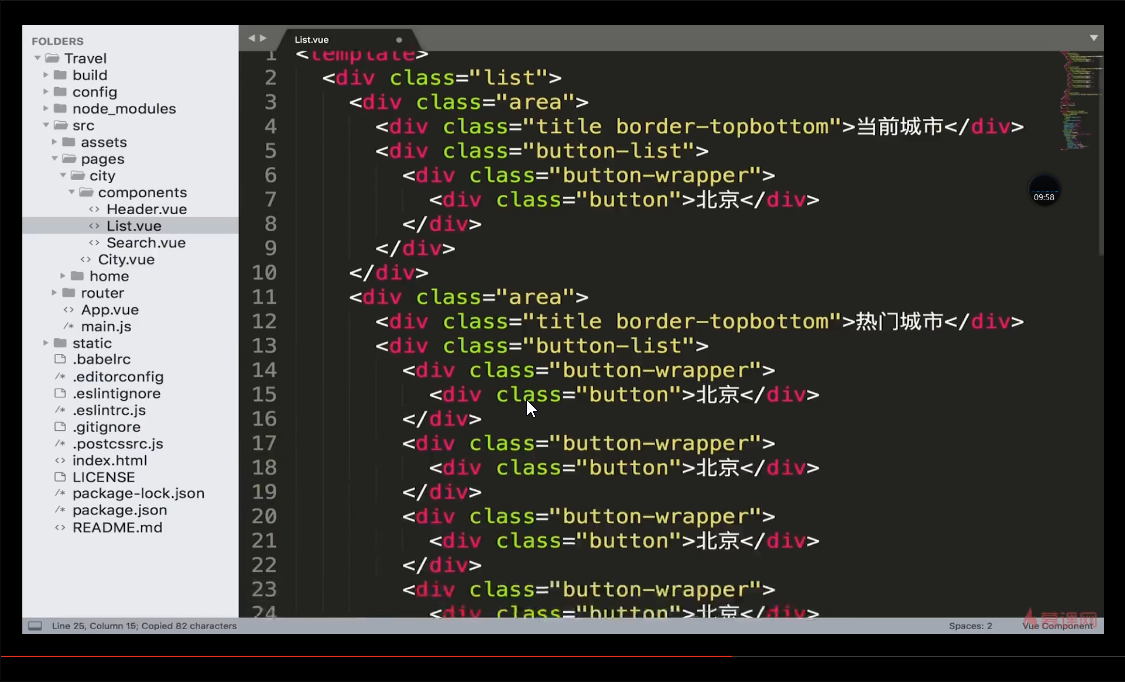 FOLDERS
Travel
build
config
node_modules
src
assets
pages
city
components
<> Header.vue
<> List.vue
<> Search.vue
<> City.vue
home
router
<> App.vue
/* main.js
static
.babelrc
/* .editorconfig
.eslintignore
/* .eslintrc.js
.gitignore
/* .postcssrc.js
<> index.html
LICENSE
/* package-lock.json
/* package.json
<> README.md
List.vue
1 <template>
2 <div class="list">
3 <div class="area">
4 <div class="title border-topbottom">当前城市</div>
5 <div class="button-list">
6 <div class="button-wrapper">
7 <div class="button">北京</div>
8 </div>
9 </div>
10 </div>
11 <div class="area">
12 <div class="title border-topbottom">热门城市</div>
13 <div class="button-list">
14 <div class="button-wrapper">
15 <div class="button">北京</div>
16 </div>
17 <div class="button-wrapper">
18 <div class="button">北京</div>
19 </div>
20 <div class="button-wrapper">
21 <div class="button">北京</div>
22 </div>
23 <div class="button-wrapper">
24 <div class="button">北京</div>
09:58
Line 25, Column 15; Copied 82 characters
Spaces: 2
Vue Component